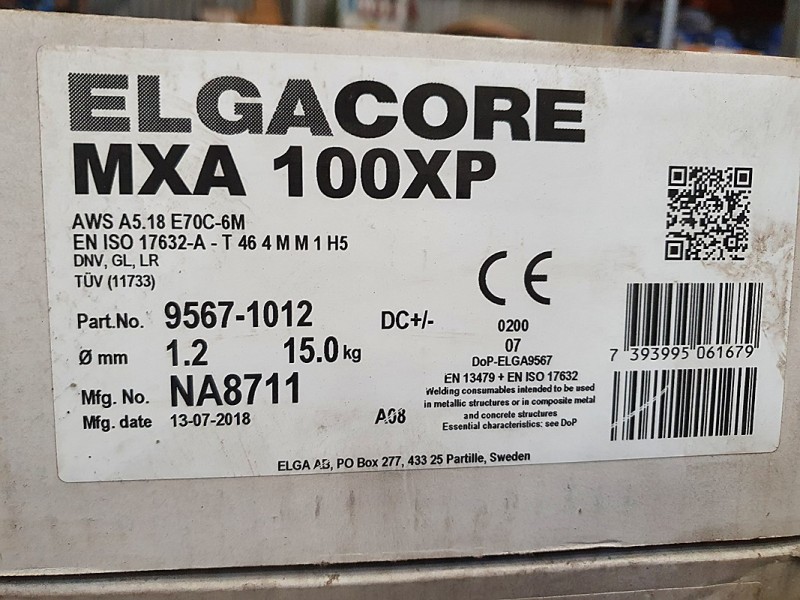 ELGACORE
MXA 100XP
AWS A5.18 E70C-6M
EN ISO 17632-A - T 46 4 M M 1 H5
DNV, GL, LR
TÜV (11733)
Part.No. 9567-1012 DC+/-
Ø mm 1.2 15.0 kg
Mfg. No. NA8711
Mfg. date 13-07-2018 A08
CE
0200
07
DoP-ELGA9567
EN 13479 + EN ISO 17632
Welding consumables intended to be used
in metallic structures or in composite metal
and concrete structures
Essential characteristics: see DoP
7 393995 061679
ELGA AB, PO Box 277, 433 25 Partille, Sweden